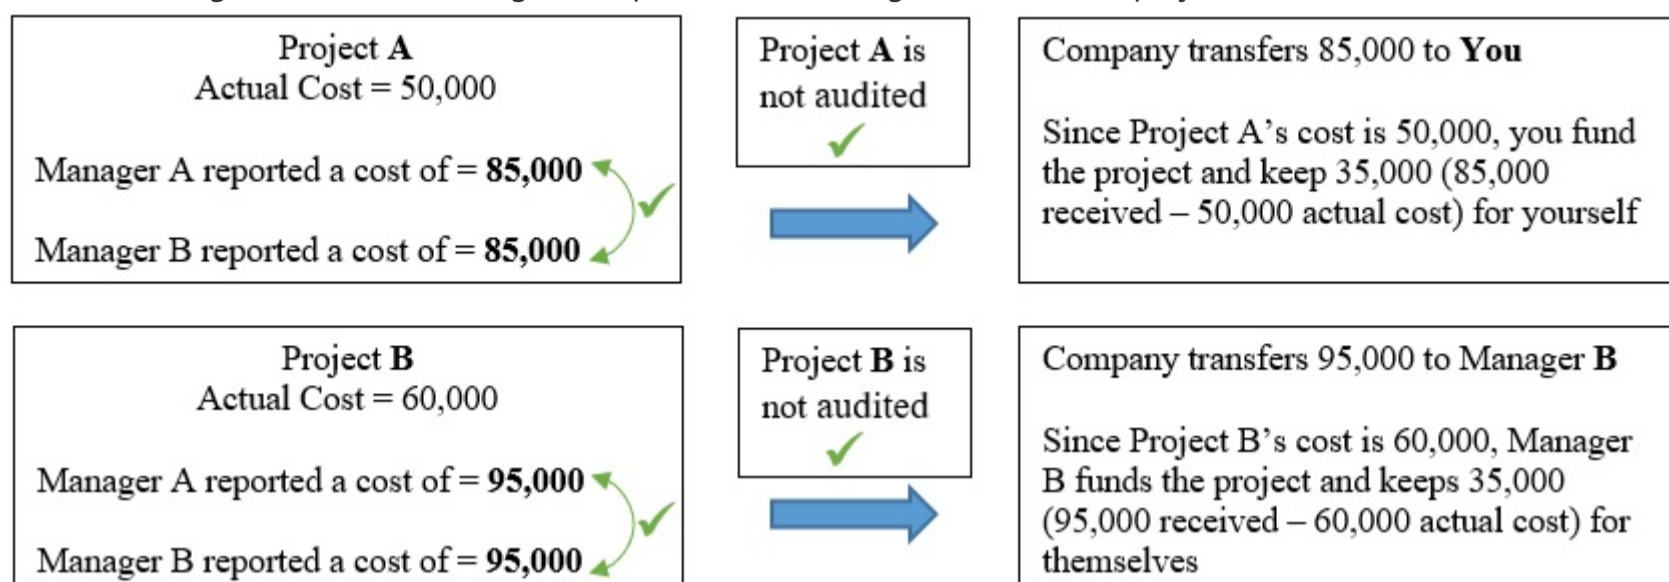 Project A
Actual Cost = 50,000
Manager A reported a cost of = 85,000
Manager B reported a cost of = 85,000
Project A is
not audited
Company transfers 85,000 to You
Since Project A's cost is 50,000, you fund
the project and keep 35,000 (85,000
received – 50,000 actual cost) for yourself
Project B
Actual Cost = 60,000
Manager A reported a cost of = 95,000
Manager B reported a cost of = 95,000
Project B is
not audited
Company transfers 95,000 to Manager B
Since Project B's cost is 60,000, Manager
B funds the project and keeps 35,000
(95,000 received – 60,000 actual cost) for
themselves